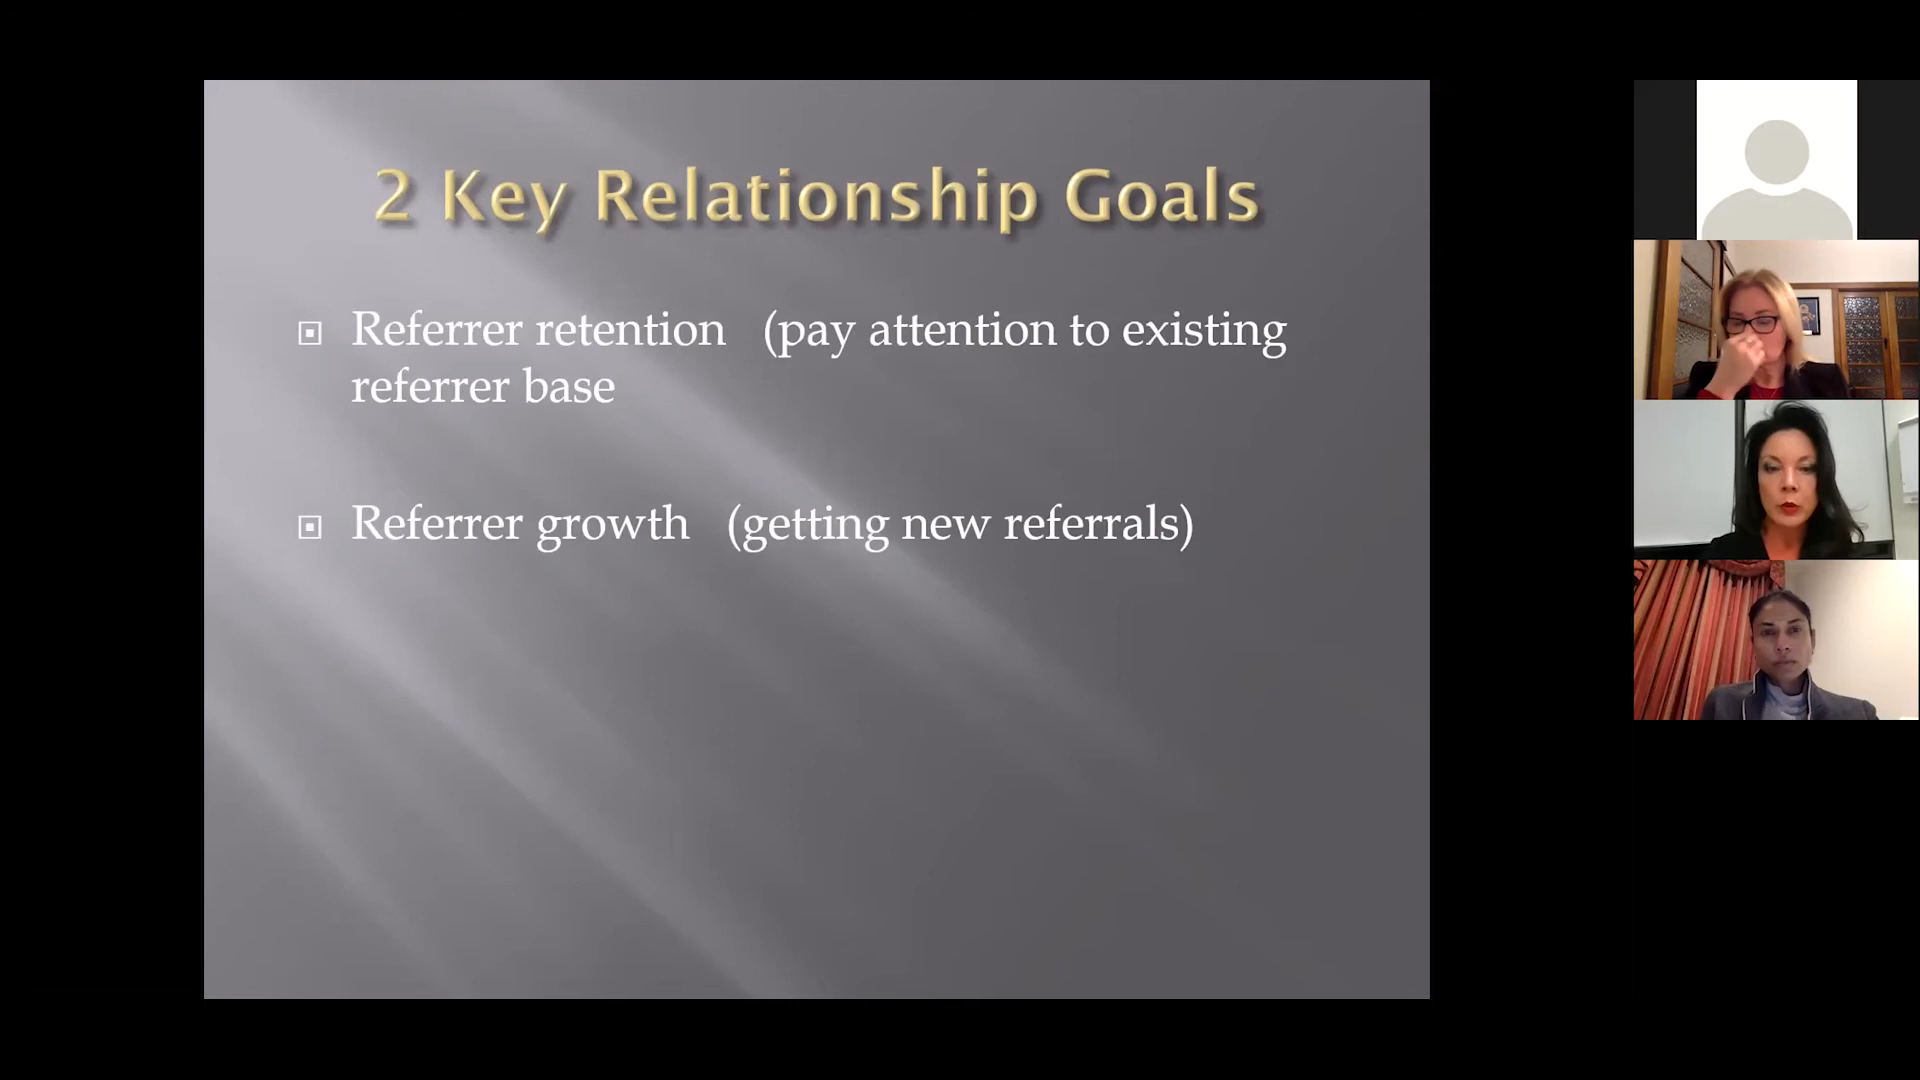 2 Key Relationship Goals
Referrer retention (pay attention to existing
referrer base
Referrer growth (getting new referrals)